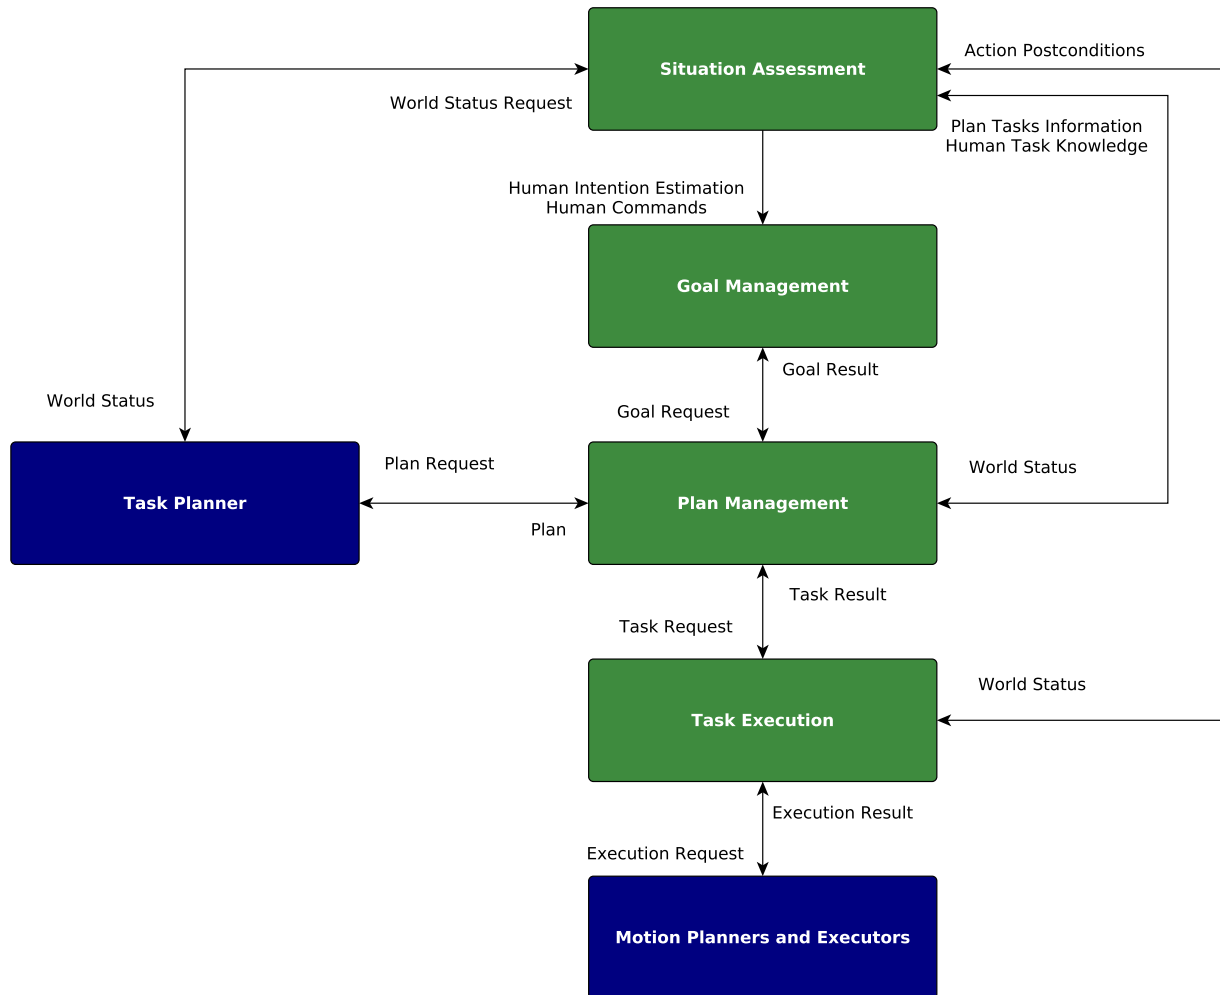 Action Postconditions
Situation Assessment
World Status Request
Plan Tasks Information
Human Task Knowledge
Human Intention Estimation
Human Commands
Goal Management
Goal Result
World Status
Goal Request
Plan Request
World Status
Task Planner
Plan Management
Plan
Task Result
Task Request
World Status
Task Execution
Execution Result
Execution Request
Motion Planners and Executors